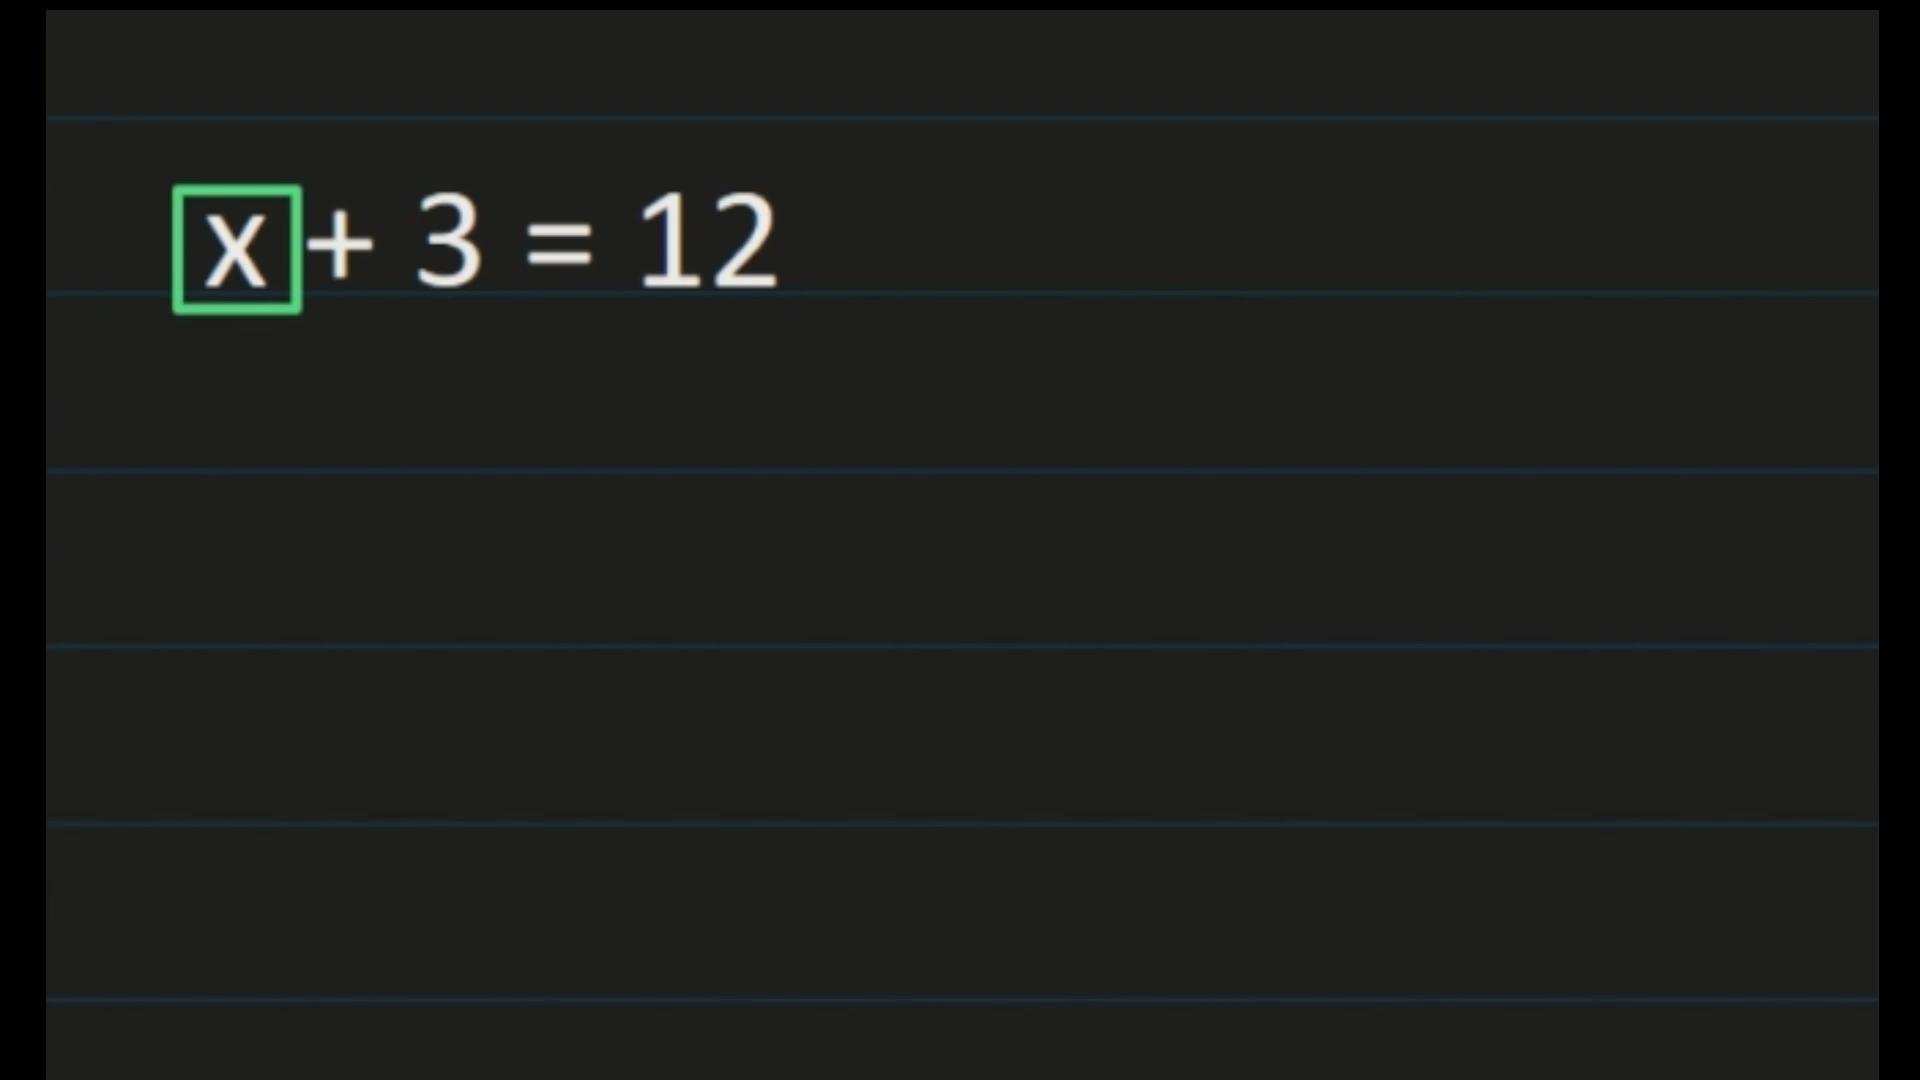 x + 3 = 12